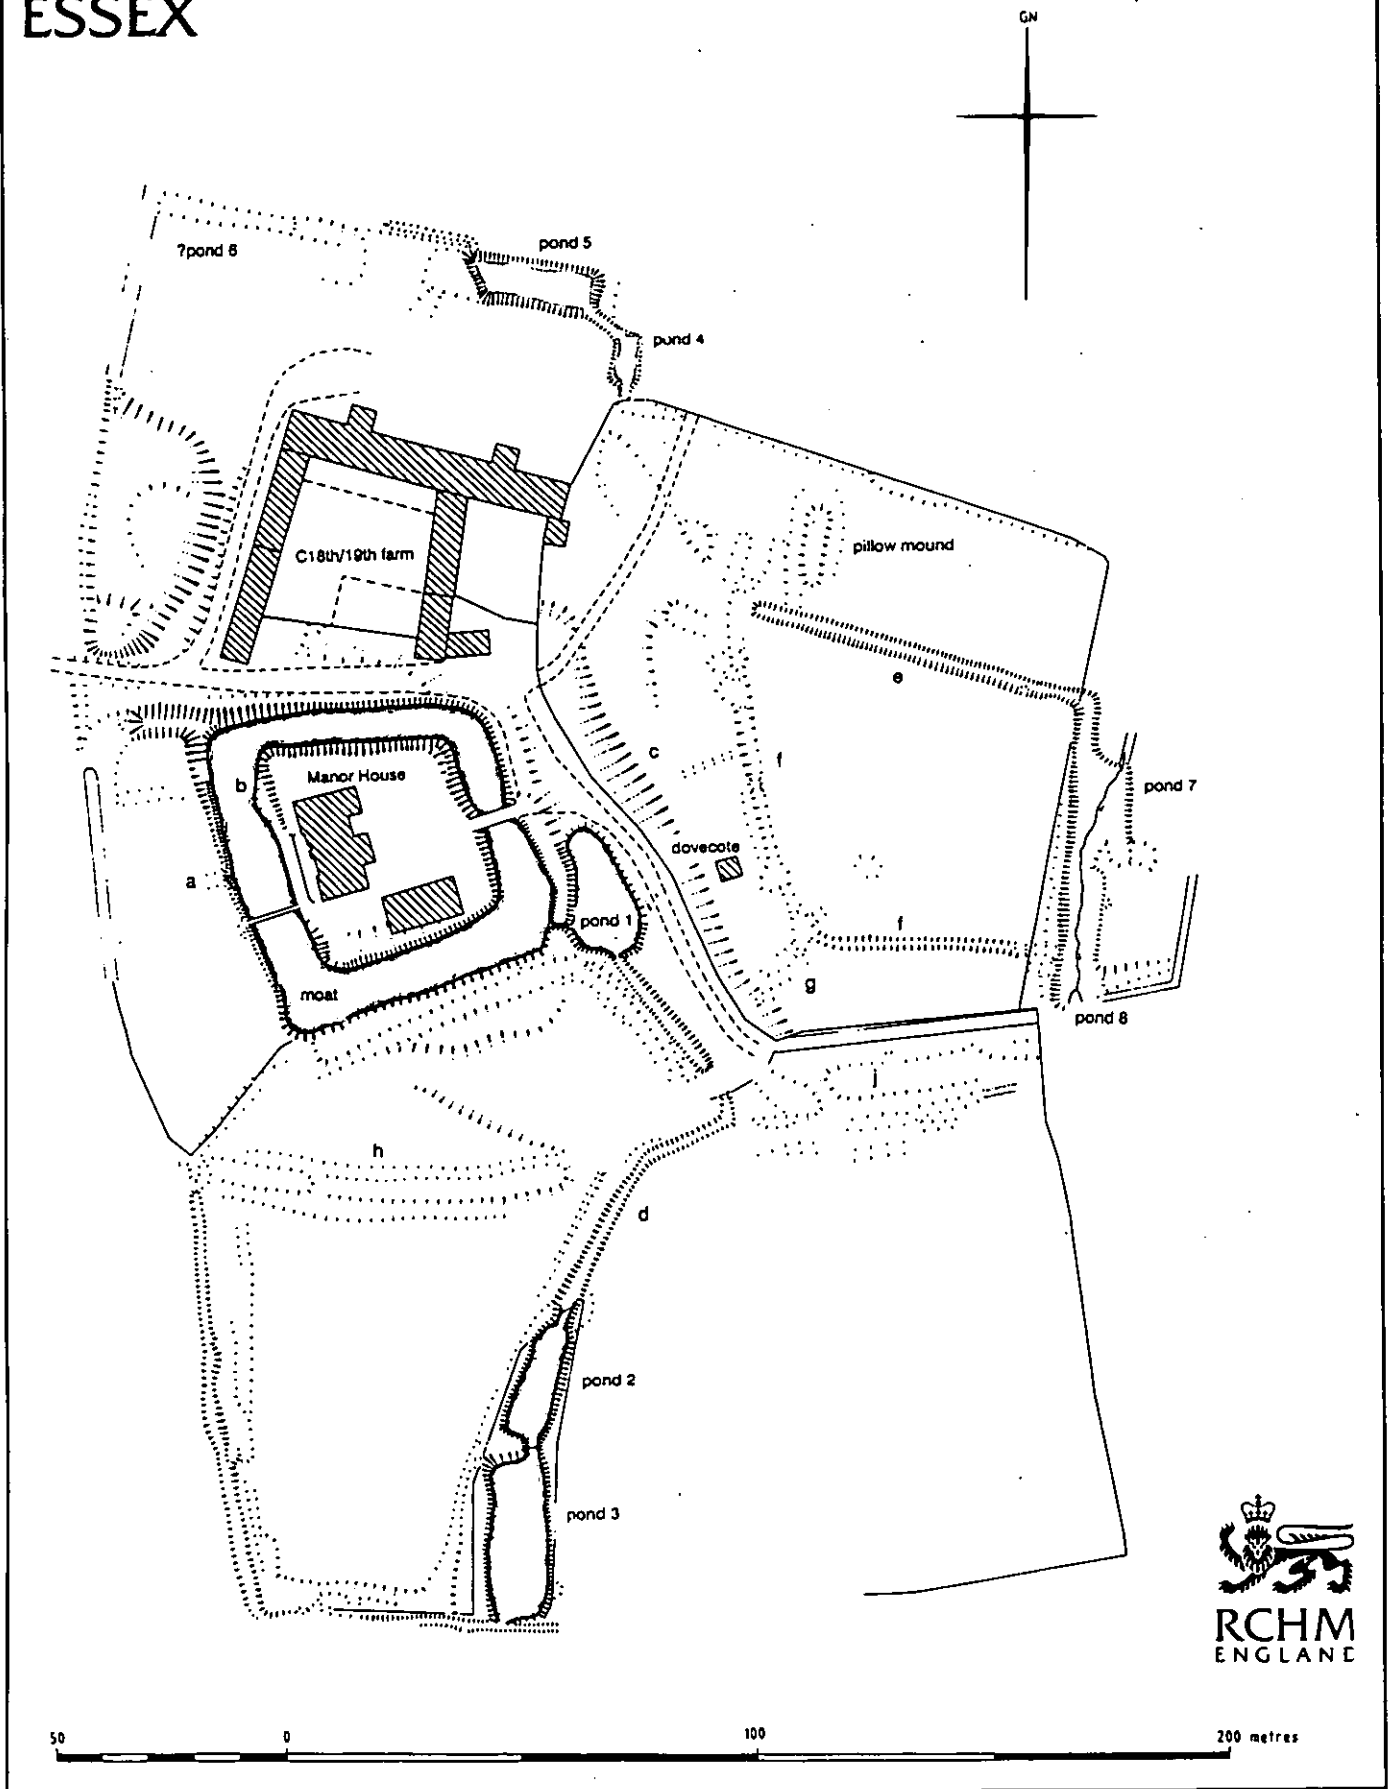 ESSEX
GN
pond 5
?pond 6
pond 4
C18th/19th farm
pillow mound
e
c
f
b
Manor House
pond 7
dovecote
a
pond 1
f
moat
g
pond 8
j
h
d
pond 2
pond 3
RCHM
ENGLAND
50
0
100
200 metres